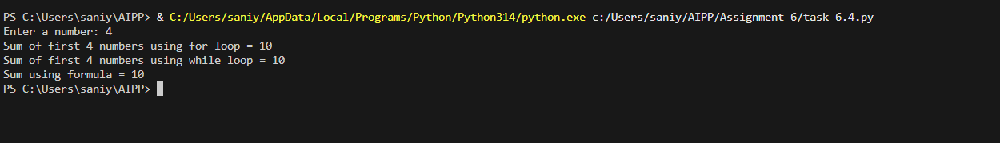 PS C:\Users\saniy\AIPP> & C:/Users/saniy/AppData/Local/Programs/Python/Python314/python.exe c:/Users/saniy/AIPP/Assignment-6/task-6.4.py
Enter a number: 4
Sum of first 4 numbers using for loop = 10
Sum of first 4 numbers using while loop = 10
Sum using formula = 10
PS C:\Users\saniy\AIPP>